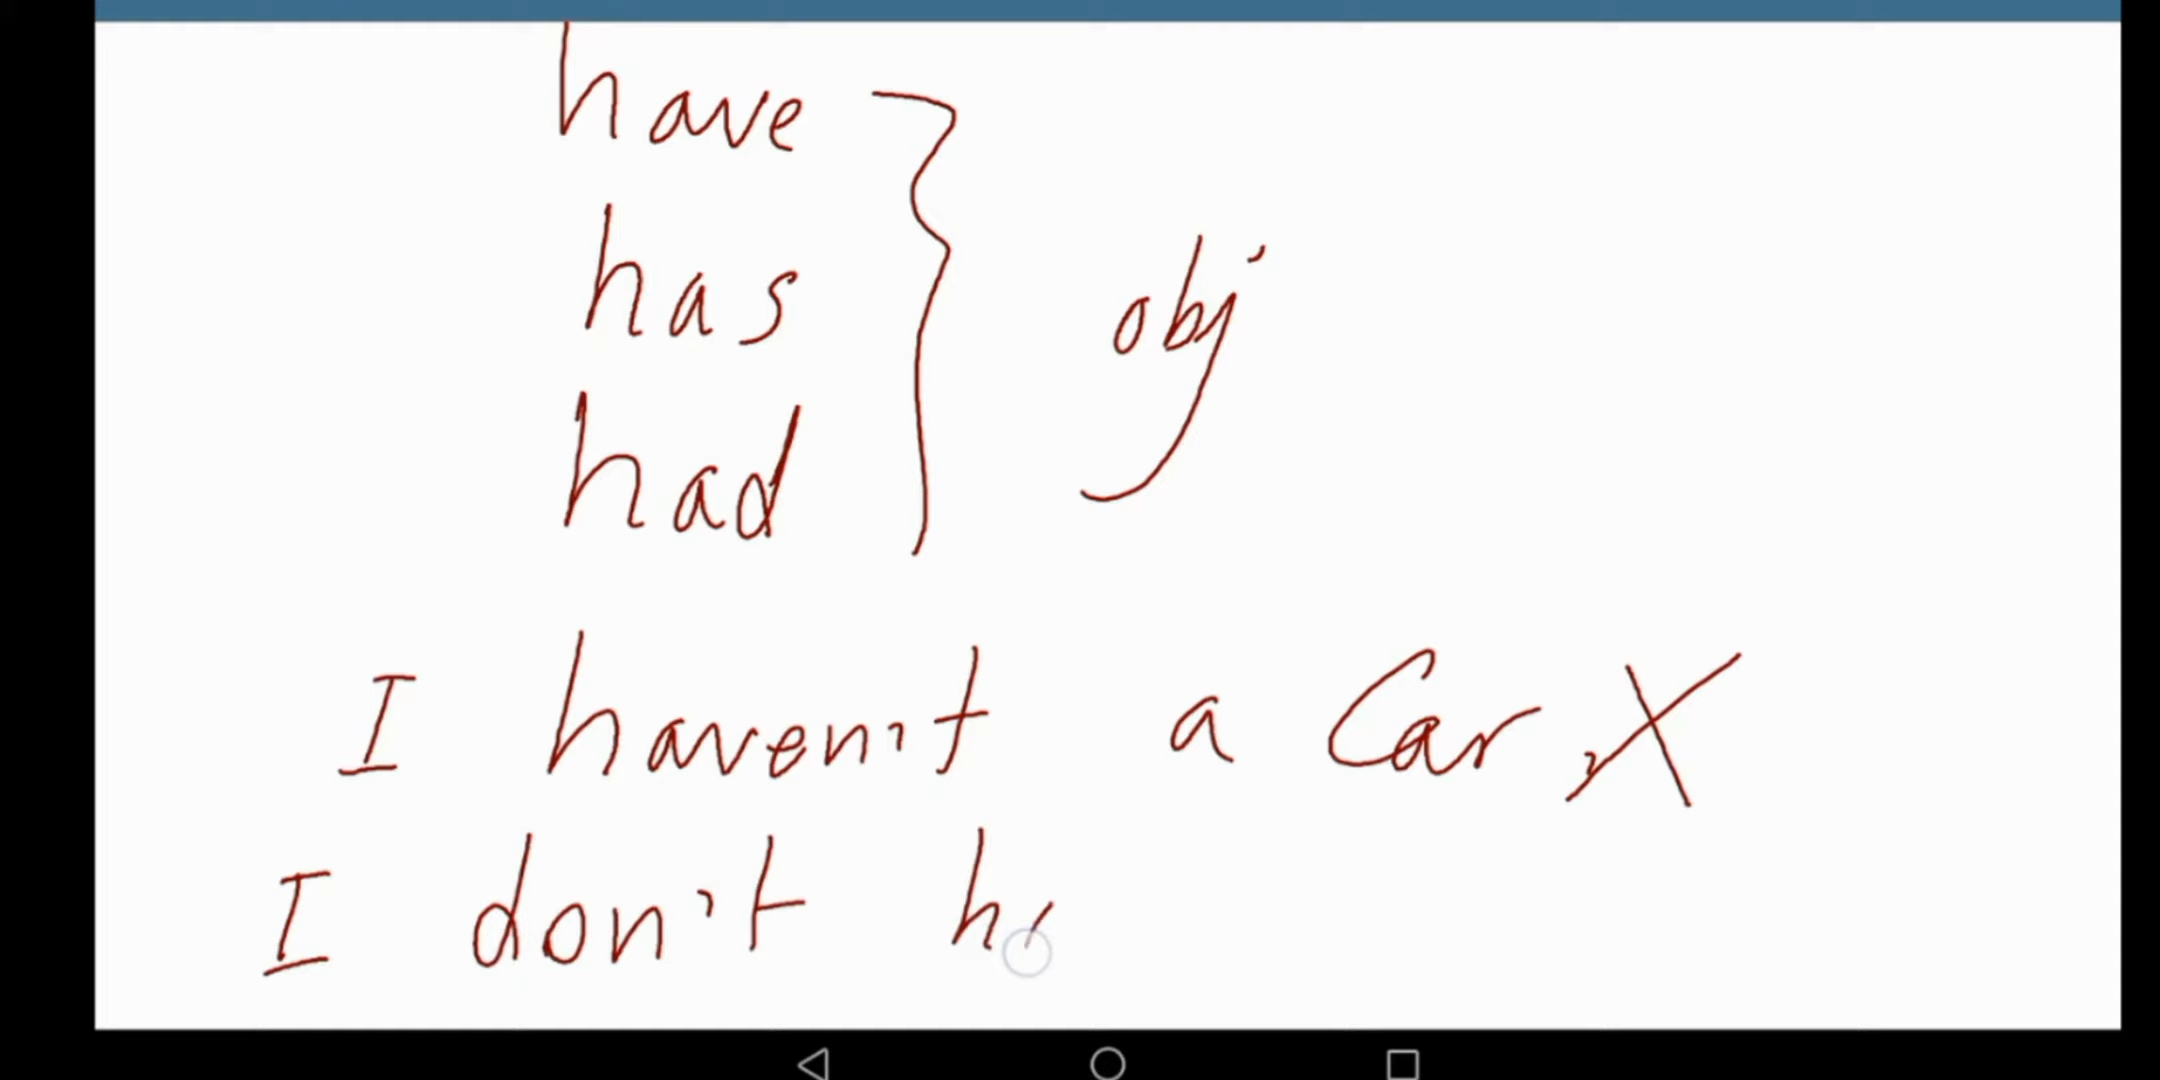 have
has
had
obj
I haven't a Car. X
I don't h